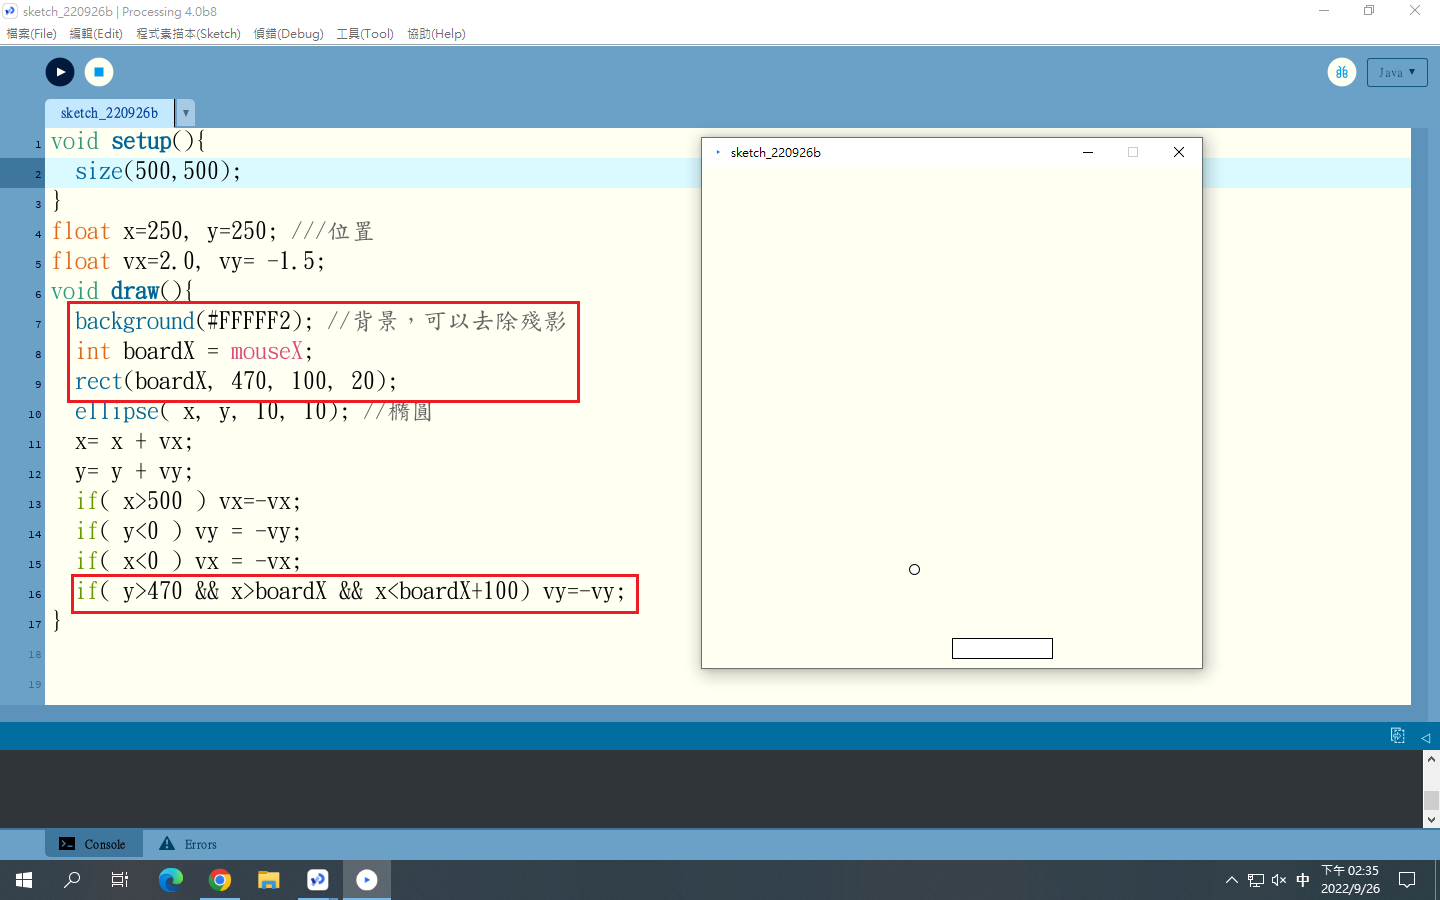 sketch_220926b | Processing 4.0b8
檔案(File) 編輯(Edit) 程式素描本(Sketch) 偵錯(Debug) 工具(Tool) 協助(Help)
Java ▼
sketch_220926b ▼
1 void setup(){
2 size(500,500);
3 }
4 float x=250, y=250; ///位置
5 float vx=2.0, vy= -1.5;
6 void draw(){
7 background(#FFFFF2); //背景，可以去除殘影
8 int boardX = mouseX;
9 rect(boardX, 470, 100, 20);
10 ellipse( x, y, 10, 10); //橢圓
11 x= x + vx;
12 y= y + vy;
13 if( x>500 ) vx=-vx;
14 if( y<0 ) vy = -vy;
15 if( x<0 ) vx = -vx;
16 if( y>470 && x>boardX && x<boardX+100) vy=-vy;
17 }
18
19
sketch_220926b
Console Errors
中
下午 02:35
2022/9/26